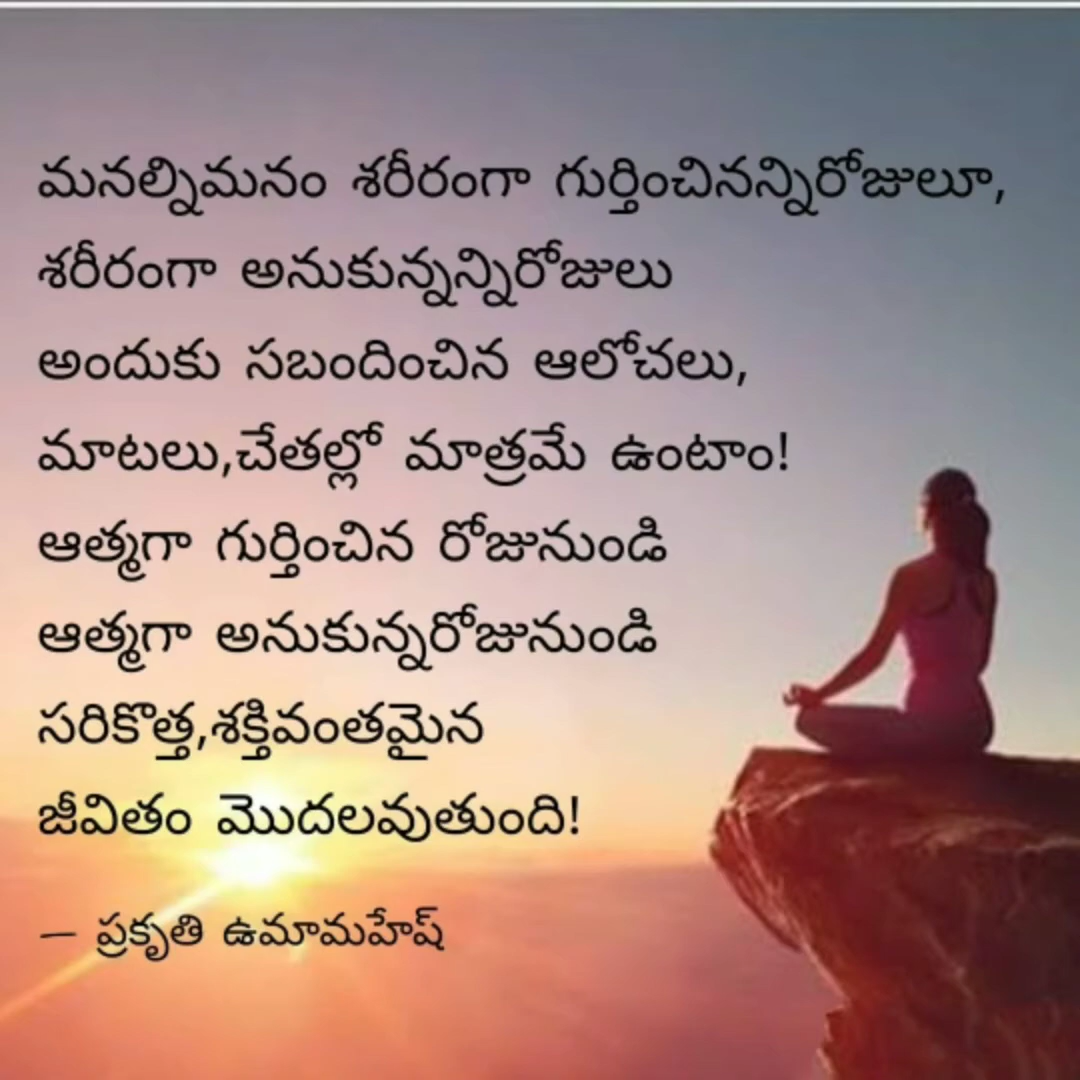 మనల్నిమనం శరీరంగా గుర్తించినన్నిరోజులూ,
శరీరంగా అనుకున్నన్నిరోజులు
అందుకు సబందించిన ఆలోచలు,
మాటలు,చేతల్లో మాత్రమే ఉంటాం!
ఆత్మగా గుర్తించిన రోజునుండి
ఆత్మగా అనుకున్నరోజునుండి
సరికొత్త,శక్తివంతమైన
జీవితం మొదలవుతుంది!
— ప్రకృతి ఉమామహేష్